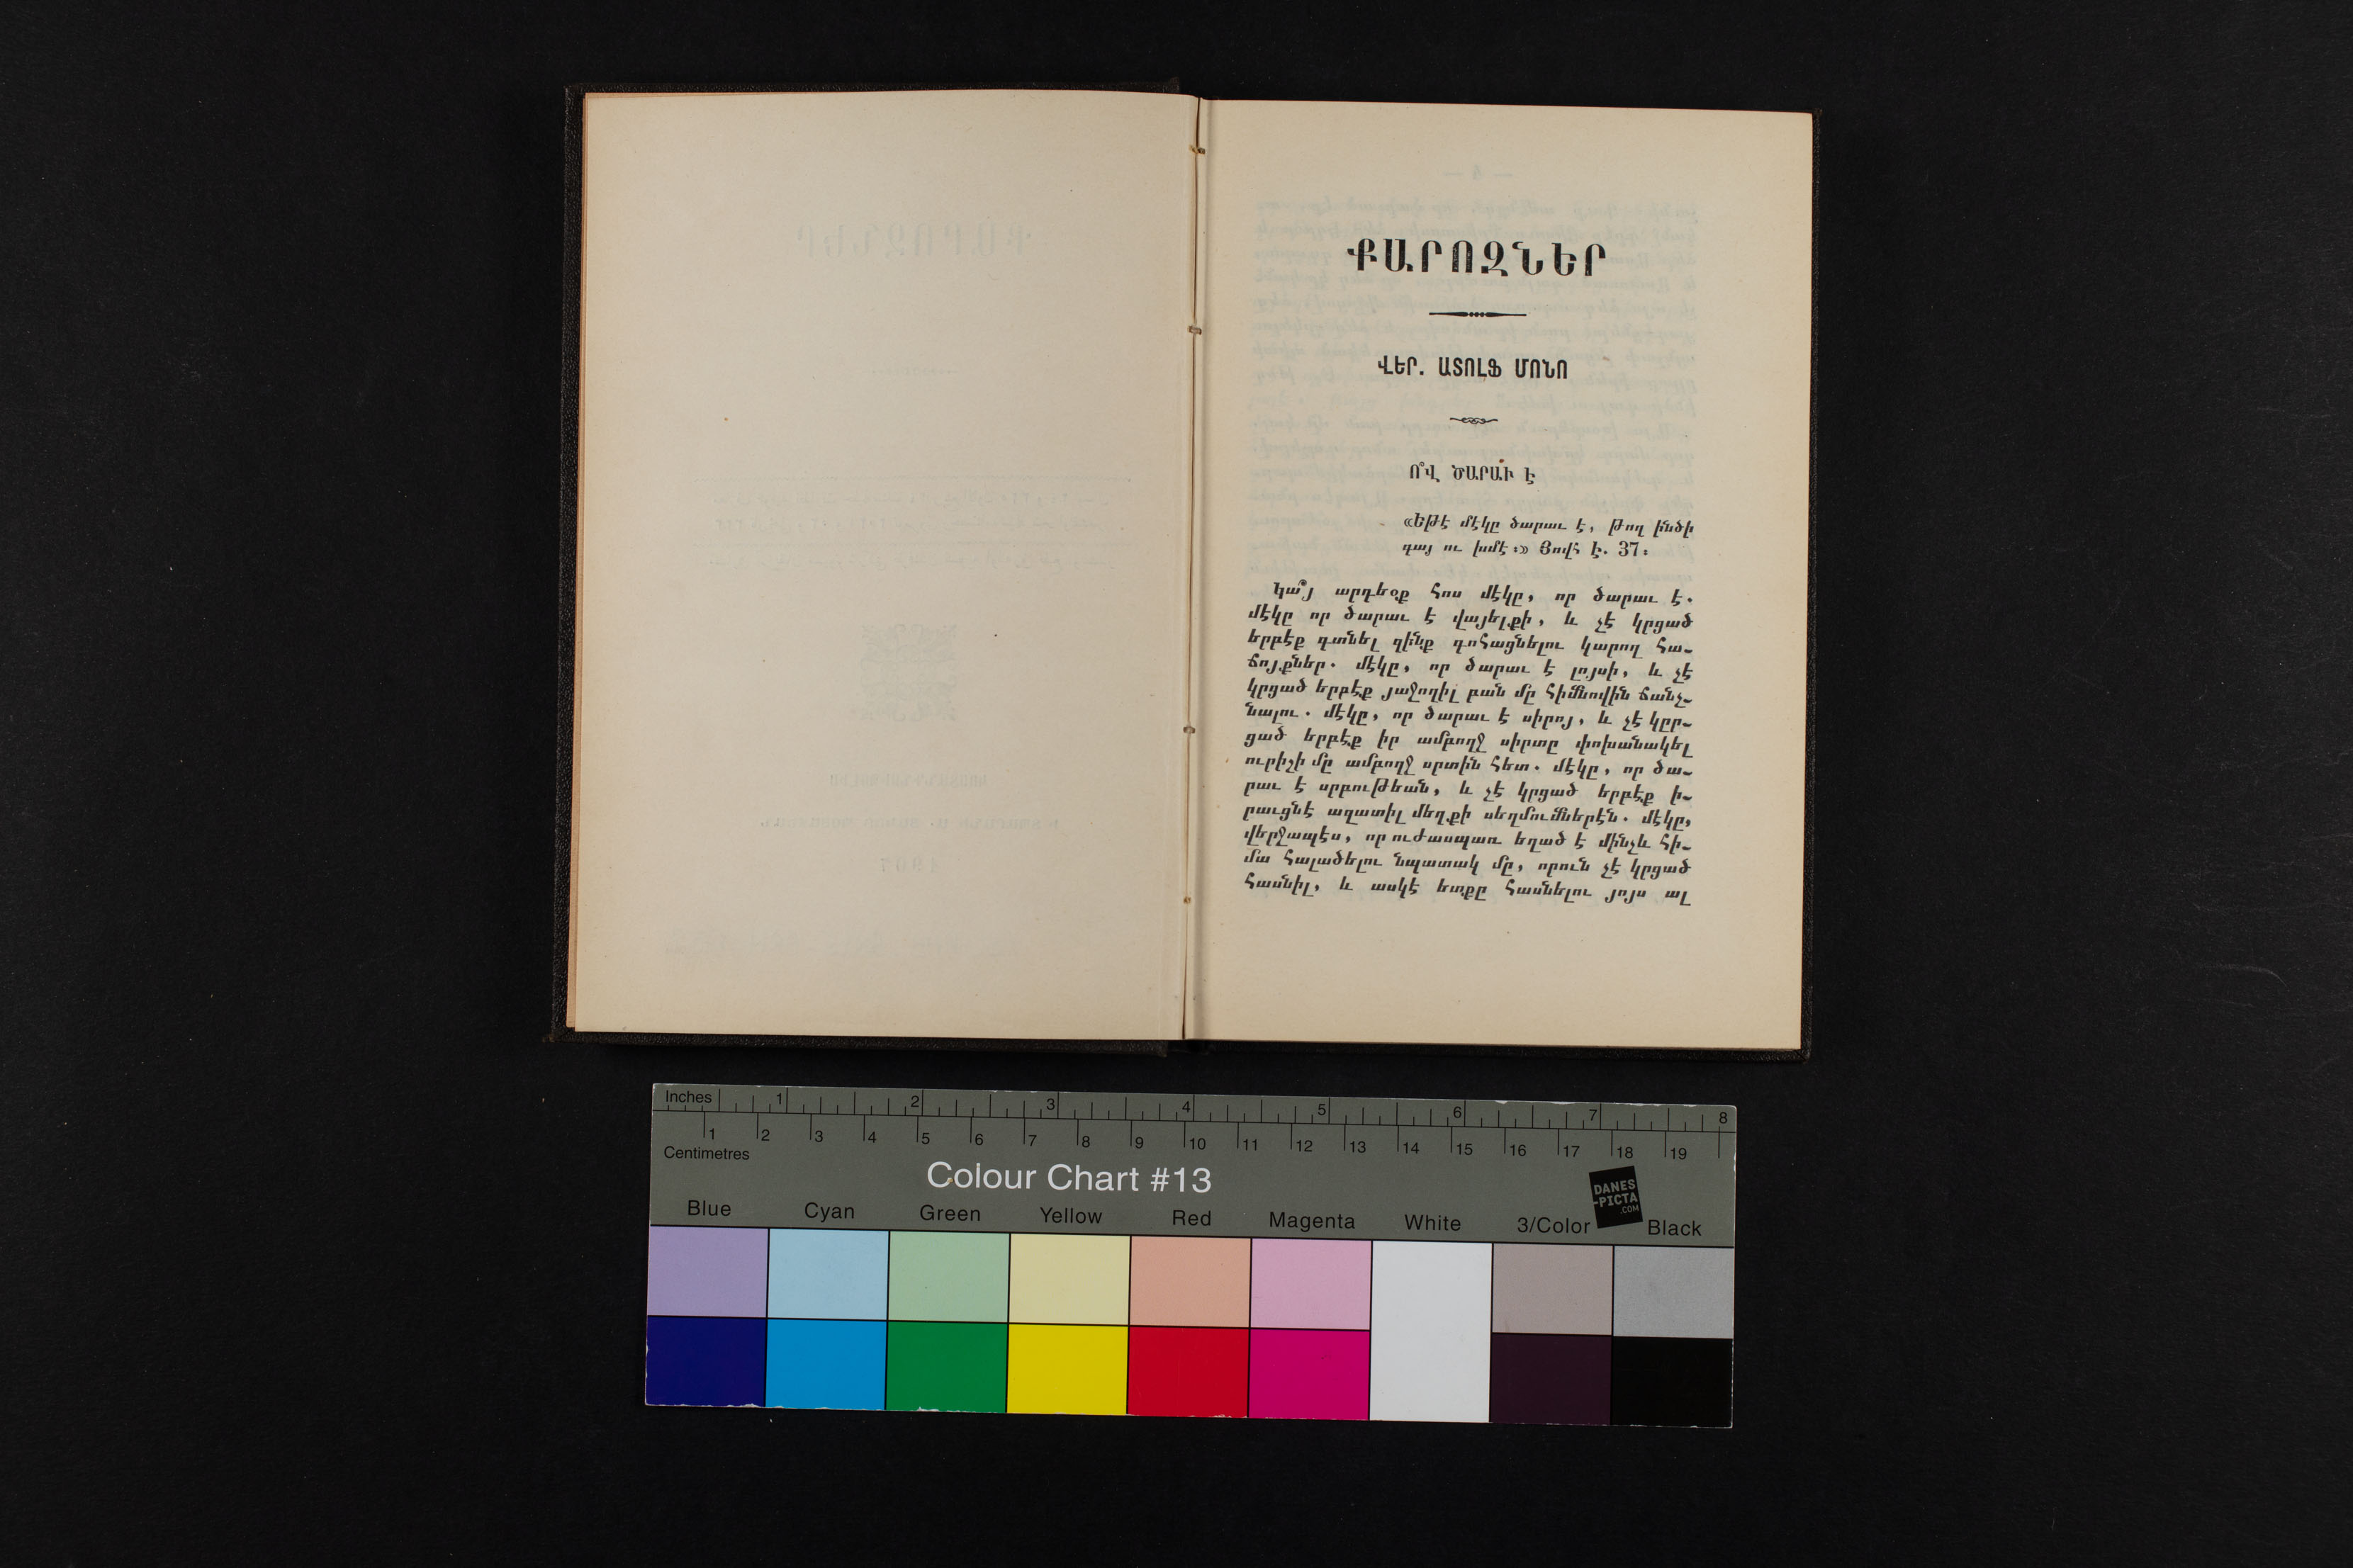 ՔԱՐՈԶՆԵՐ
ՎԵՐ. ԱՏՈԼՖ ՄՈՆՈ
Ո՞Վ ԾԱՐԱՒ Է
«Եթէ մէկը ծարաւ է, թող ինծի
գայ ու խմէ։» Յովհ Է. 37։
Կա՞յ արդեօք հոս մէկը, որ ծարաւ է.
մէկը որ ծարաւ է վայելքի, և չէ կրցած
երբէք գտնել զինք գոհացնելու կարող հա-
ճոյքներ. մէկը, որ ծարաւ է լոյսի, և չէ
կրցած երբէք յաջողիլ բան մը հիմնովին ճանչ-
նալու. մէկը, որ ծարաւ է սիրոյ, և չէ կըր-
ցած երբէք իր ամբողջ սիրտը փոխանակել
ուրիշի մը ամբողջ սրտին հետ. մէկը, որ ծա-
րաւ է սրբութեան, և չէ կրցած երբէք ի-
րաւցնէ ազատիլ մեղքի սեղմումներէն. մէկը,
վերջապէս, որ ուժասպառ եղած է մինչև հի-
մա հալածելու նպատակ մը, որուն չէ կրցած
հասնիլ, և ասկէ ետքը հասնելու յոյս ալ
Inches 1 2 3 4 5 6 7 8
1 2 3 4 5 6 7 8 9 10 11 12 13 14 15 16 17 18 19
Centimetres
Colour Chart #13
DANES
-PICTA
.COM
Blue Cyan Green Yellow Red Magenta White 3/Color Black